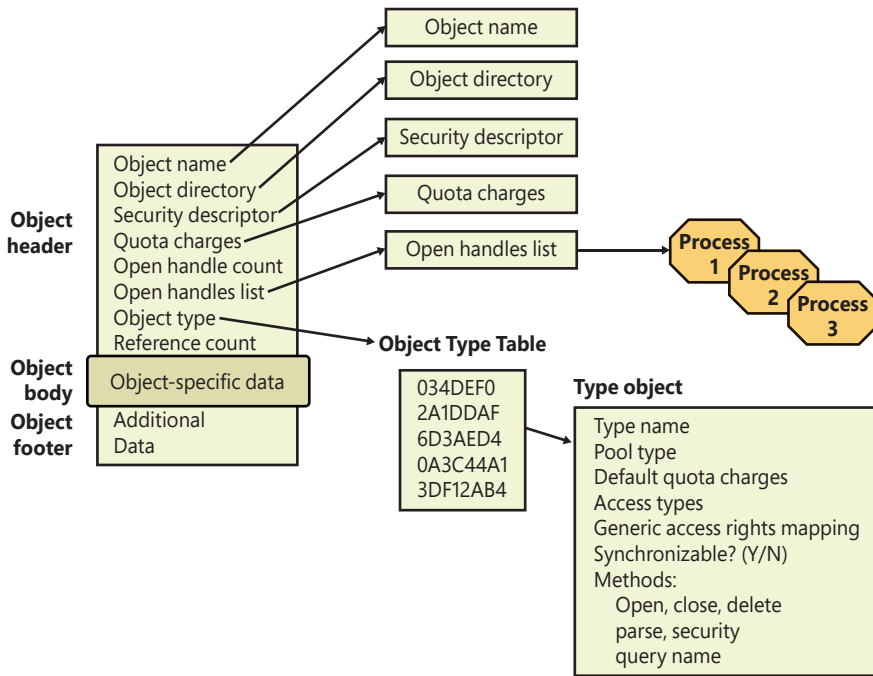 Object name
Object directory
Security descriptor
Quota charges
Open handles list
Process
1
Process
2
Process
3
Object
header
Object name
Object directory
Security descriptor
Quota charges
Open handle count
Open handles list
Object type
Reference count
Object
body
Object-specific data
Object
footer
Additional
Data
Object Type Table
034DEF0
2A1DDAF
6D3AED4
0A3C44A1
3DF12AB4
Type object
Type name
Pool type
Default quota charges
Access types
Generic access rights mapping
Synchronizable? (Y/N)
Methods:
Open, close, delete
parse, security
query name